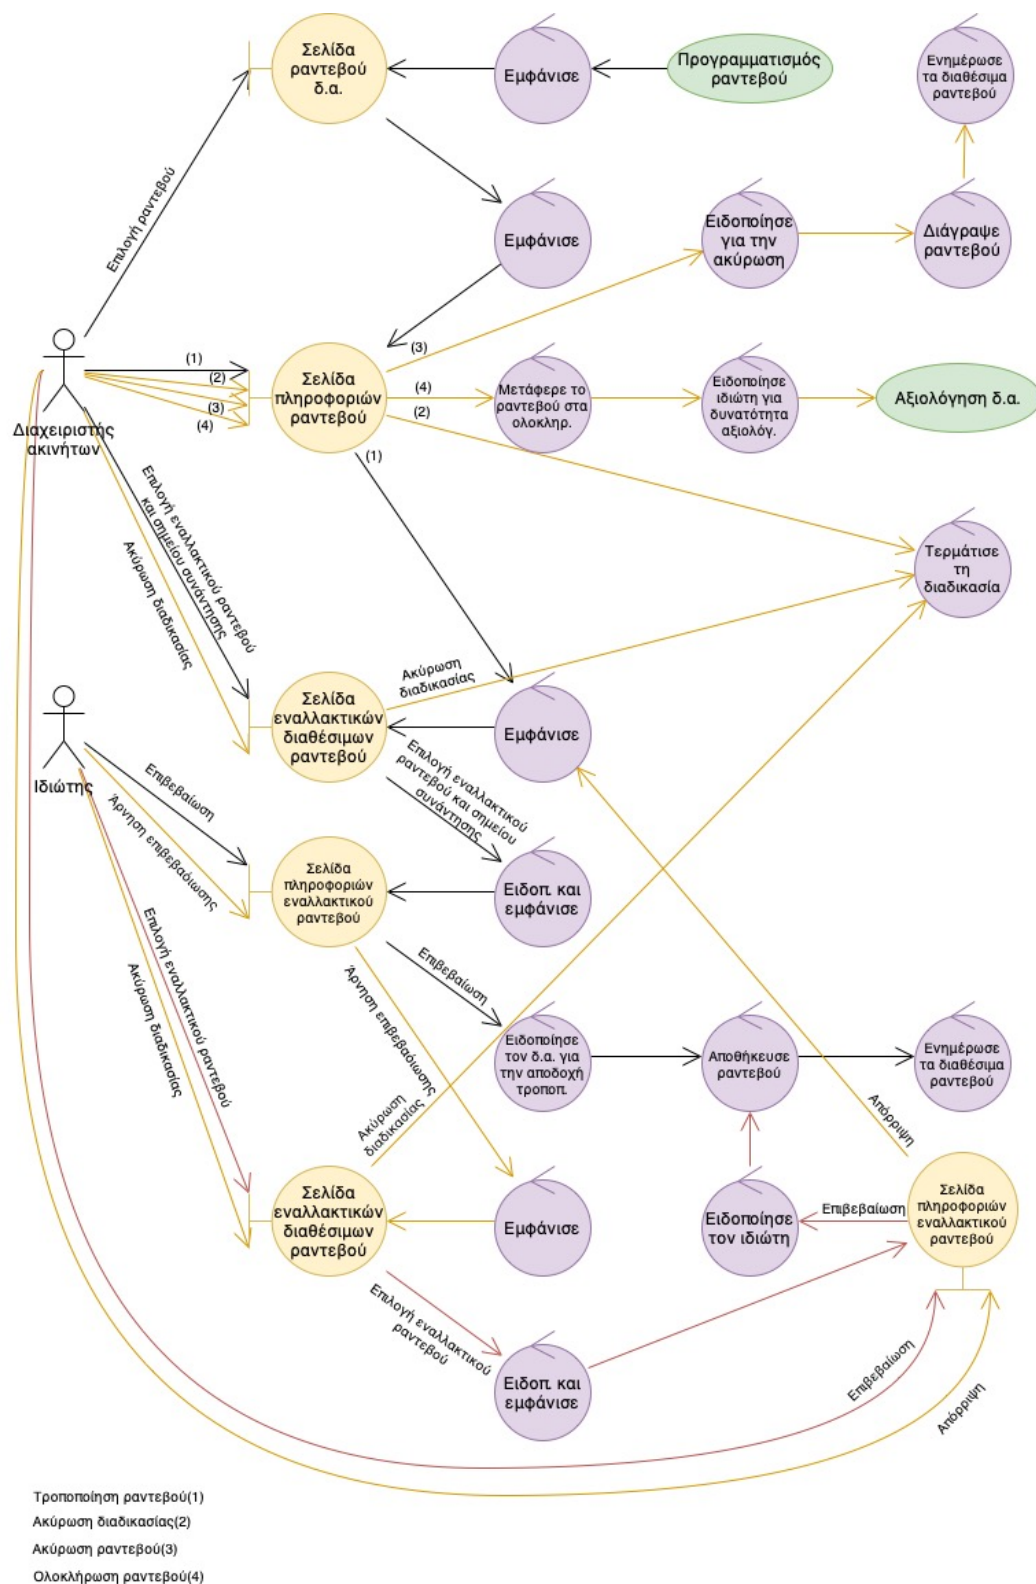 Σελίδα
ραντεβού
δ.α.
Εμφάνισε
Προγραμματισμός
ραντεβού
Ενημέρωσε
τα διαθέσιμα
ραντεβού
Επιλογή ραντεβού
Εμφάνισε
Ειδοποίησε
για την
ακύρωση
Διάγραψε
ραντεβού
Διαχειριστής
ακινήτων
(1)
(2)
(3)
(4)
Σελίδα
πληροφοριών
ραντεβού
(3)
(4)
(2)
(1)
Μετάφερε το
ραντεβού στα
ολοκληρ.
Ειδοποίησε
ιδιώτη για
δυνατότητα
αξιολόγ.
Αξιολόγηση δ.α.
Επιλογή εναλλακτικού ραντεβού
και σημείου συνάντησης
Ακύρωση διαδικασίας
Τερμάτισε
τη
διαδικασία
Ακύρωση
διαδικασίας
Σελίδα
εναλλακτικών
διαθέσιμων
ραντεβού
Εμφάνισε
Επιλογή εναλλακτικού
ραντεβού και σημείου
συνάντησης
Ιδιώτης
Επιβεβαίωση
Άρνηση επιβεβαόιωσης
Σελίδα
πληροφοριών
εναλλακτικού
ραντεβού
Ειδοπ. και
εμφάνισε
Επιλογή εναλλακτικού ραντεβού
Ακύρωση διαδικασίας
Επιβεβαίωση
Άρνηση επιβεβαόιωσης
Ειδοποίησε
τον δ.α. για
την αποδοχή
τροποπ.
Αποθήκευσε
ραντεβού
Ενημέρωσε
τα διαθέσιμα
ραντεβού
Ακύρωση
διαδικασίας
Απόρριψη
Σελίδα
εναλλακτικών
διαθέσιμων
ραντεβού
Εμφάνισε
Ειδοποίησε
τον ιδιώτη
Επιβεβαίωση
Σελίδα
πληροφοριών
εναλλακτικού
ραντεβού
Επιλογή εναλλακτικού
ραντεβού
Ειδοπ. και
εμφάνισε
Επιβεβαίωση
Απόρριψη
Τροποποίηση ραντεβού(1)
Ακύρωση διαδικασίας(2)
Ακύρωση ραντεβού(3)
Ολοκλήρωση ραντεβού(4)